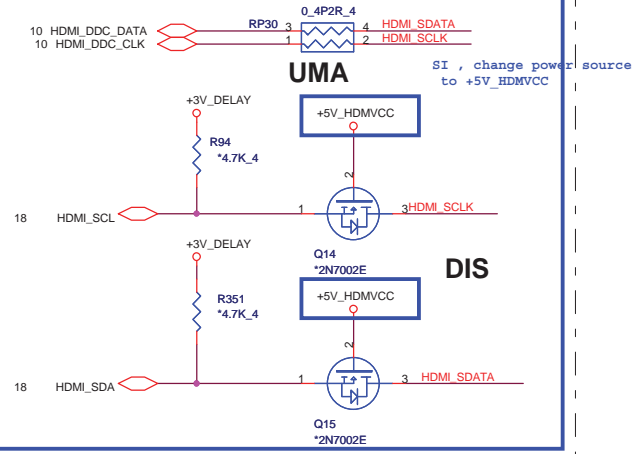 0_4P2R_4
10 HDMI_DDC_DATA RP30 3 4 HDMI_SDATA
10 HDMI_DDC_CLK 1 2 HDMI_SCLK
UMA
SI , change power source
to +5V_HDMVCC
+3V_DELAY
+5V_HDMVCC
R94
*4.7K_4
2
18 HDMI_SCL 1 3 HDMI_SCLK
+3V_DELAY
Q14
*2N7002E
DIS
R351
*4.7K_4
+5V_HDMVCC
2
18 HDMI_SDA 1 3 HDMI_SDATA
Q15
*2N7002E